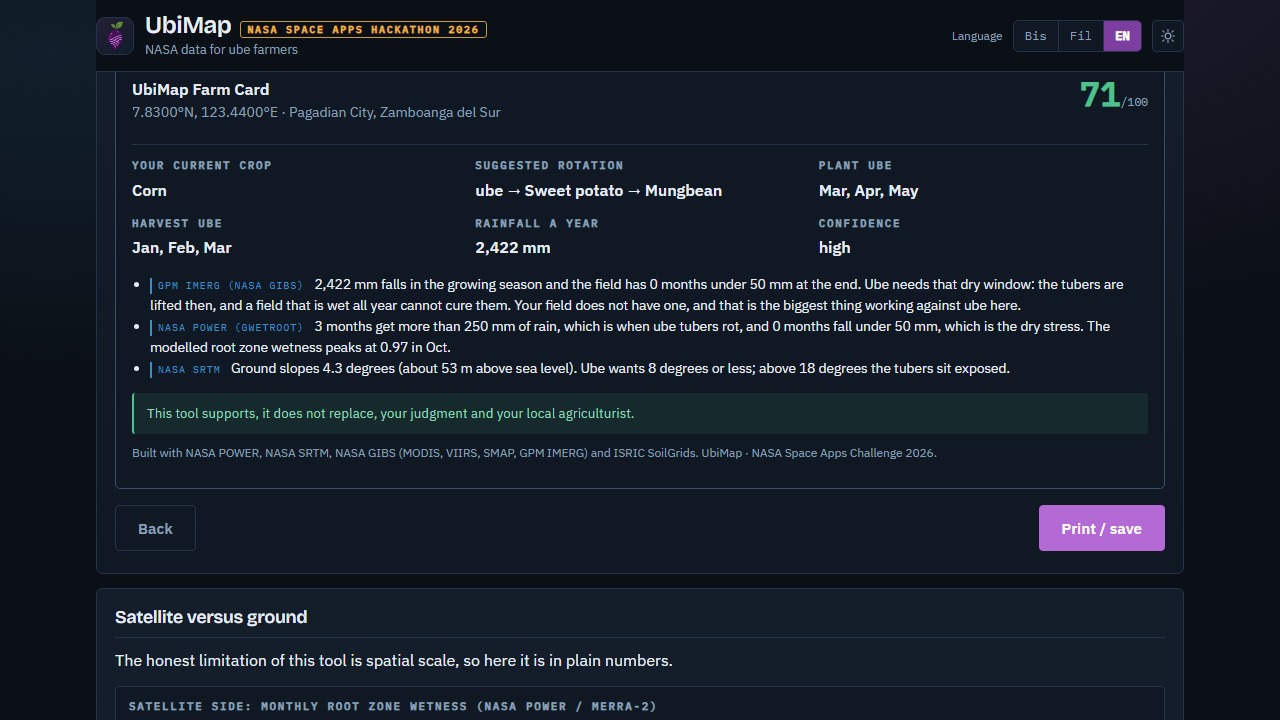 UbiMap NASA SPACE APPS HACKATHON 2026
NASA data for ube farmers
Language Bis Fil EN
UbiMap Farm Card
7.8300°N, 123.4400°E · Pagadian City, Zamboanga del Sur
71/100
YOUR CURRENT CROP
Corn
SUGGESTED ROTATION
ube → Sweet potato → Mungbean
PLANT UBE
Mar, Apr, May
HARVEST UBE
Jan, Feb, Mar
RAINFALL A YEAR
2,422 mm
CONFIDENCE
high
• GPM IMERG (NASA GIBS) 2,422 mm falls in the growing season and the field has 0 months under 50 mm at the end. Ube needs that dry window: the tubers are
lifted then, and a field that is wet all year cannot cure them. Your field does not have one, and that is the biggest thing working against ube here.
• NASA POWER (GWETROOT) 3 months get more than 250 mm of rain, which is when ube tubers rot, and 0 months fall under 50 mm, which is the dry stress. The
modelled root zone wetness peaks at 0.97 in Oct.
• NASA SRTM Ground slopes 4.3 degrees (about 53 m above sea level). Ube wants 8 degrees or less; above 18 degrees the tubers sit exposed.
This tool supports, it does not replace, your judgment and your local agriculturist.
Built with NASA POWER, NASA SRTM, NASA GIBS (MODIS, VIIRS, SMAP, GPM IMERG) and ISRIC SoilGrids. UbiMap · NASA Space Apps Challenge 2026.
Back
Print / save
Satellite versus ground
The honest limitation of this tool is spatial scale, so here it is in plain numbers.
SATELLITE SIDE: MONTHLY ROOT ZONE WETNESS (NASA POWER / MERRA-2)